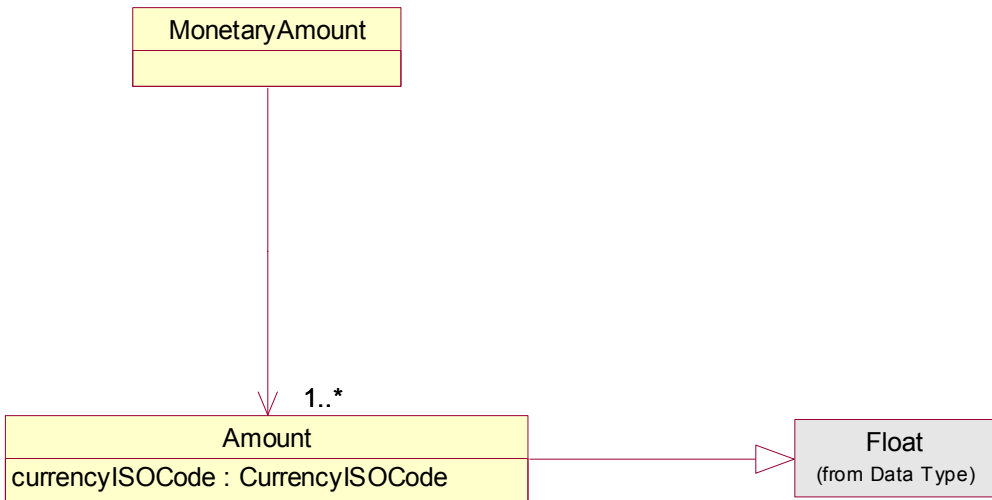 MonetaryAmount
1..*
Amount
currencyISOCode : CurrencyISOCode
Float
(from Data Type)